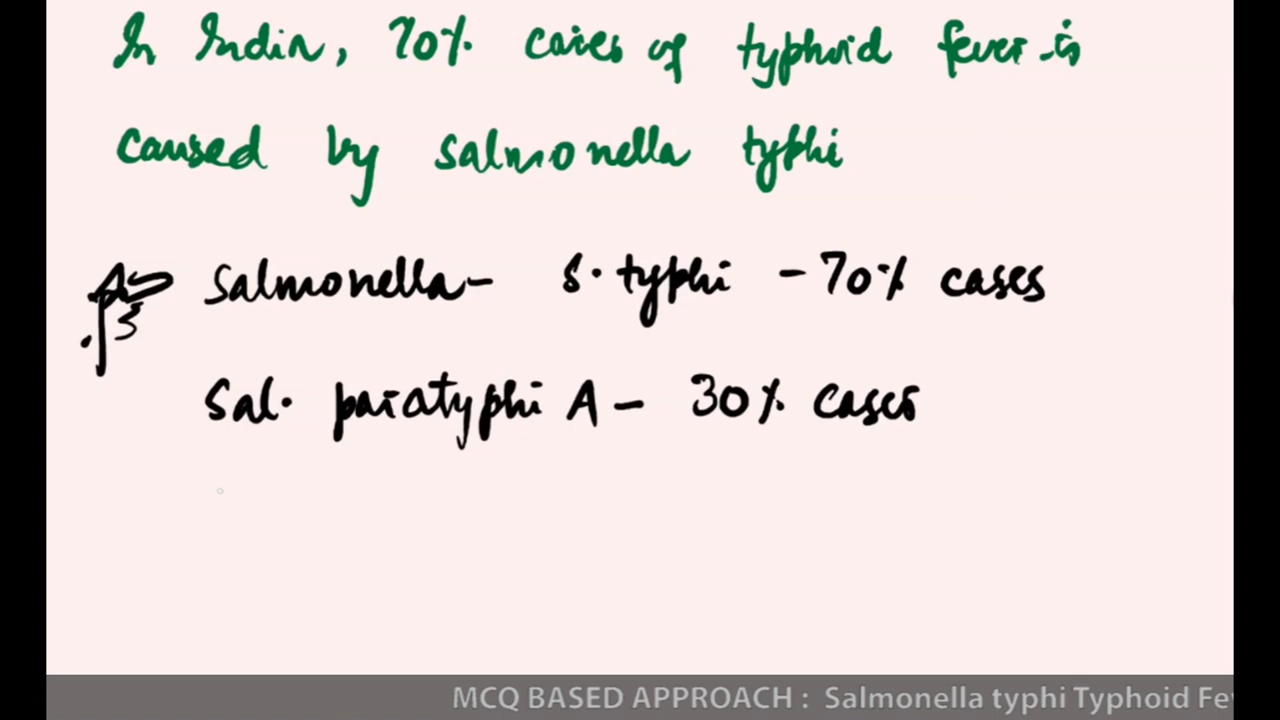 In India, 70% cases of typhoid fever is
caused by salmonella typhi
Salmonella - S. typhi - 70% cases
Sal. paratyphi A - 30% cases
MCQ BASED APPROACH : Salmonella typhi Typhoid Fe